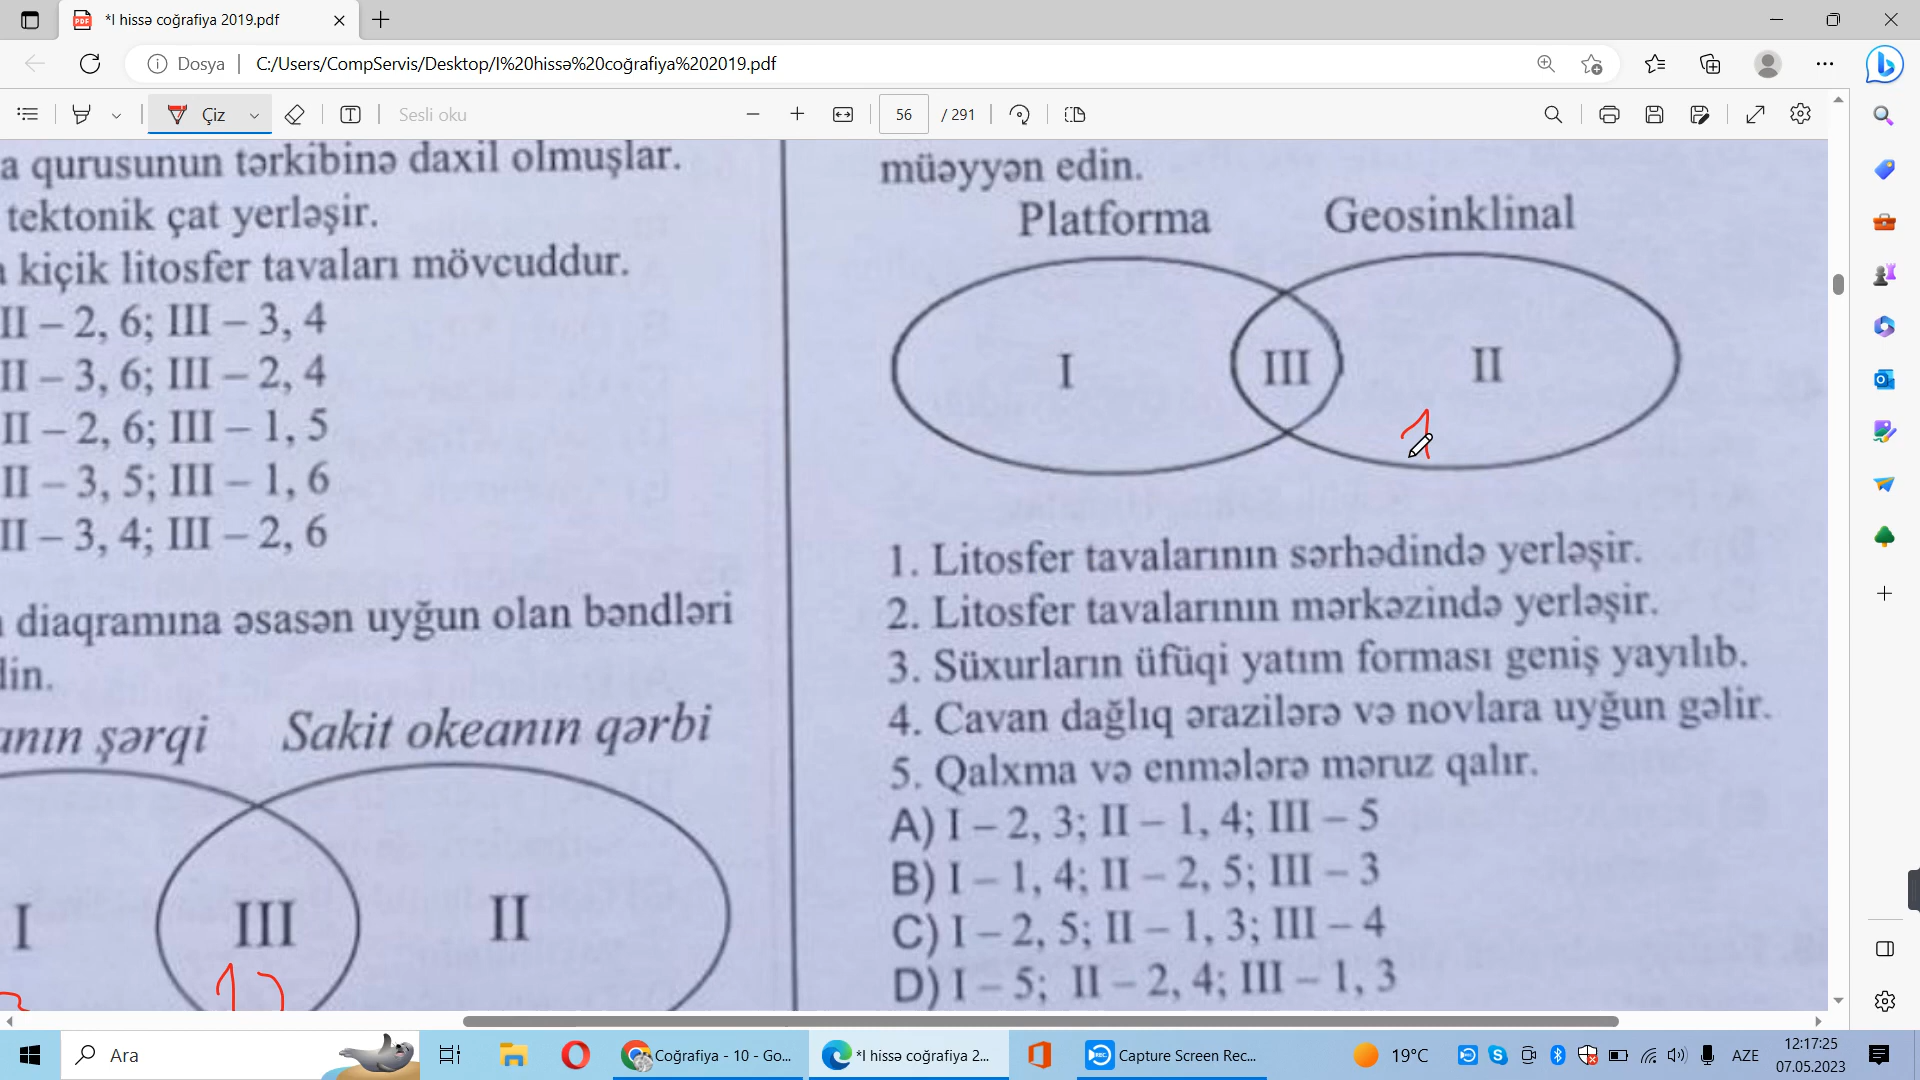 *I hissə coğrafiya 2019.pdf
Dosya
C:/Users/CompServis/Desktop/I%20hissə%20coğrafiya%202019.pdf
Çiz
Sesli oku
56 / 291
a qurusunun tərkibinə daxil olmuşlar.
tektonik çat yerləşir.
kiçik litosfer tavaları mövcuddur.
II – 2, 6; III – 3, 4
II – 3, 6; III – 2, 4
II – 2, 6; III – 1, 5
II – 3, 5; III – 1, 6
II – 3, 4; III – 2, 6
diaqramına əsasən uyğun olan bəndləri
din.
anın şərqi Sakit okeanın qərbi
I III II
müəyyən edin.
Platforma Geosinklinal
I III II
1
1. Litosfer tavalarının sərhədində yerləşir.
2. Litosfer tavalarının mərkəzində yerləşir.
3. Süxurların üfüqi yatım forması geniş yayılıb.
4. Cavan dağlıq ərazilərə və novlara uyğun gəlir.
5. Qalxma və enmələrə məruz qalır.
A) I – 2, 3; II – 1, 4; III – 5
B) I – 1, 4; II – 2, 5; III – 3
C) I – 2, 5; II – 1, 3; III – 4
D) I – 5; II – 2, 4; III – 1, 3
Ara
Coğrafiya - 10 - Go...
*I hissə coğrafiya 2...
Capture Screen Rec...
19°C
AZE
12:17:25
07.05.2023